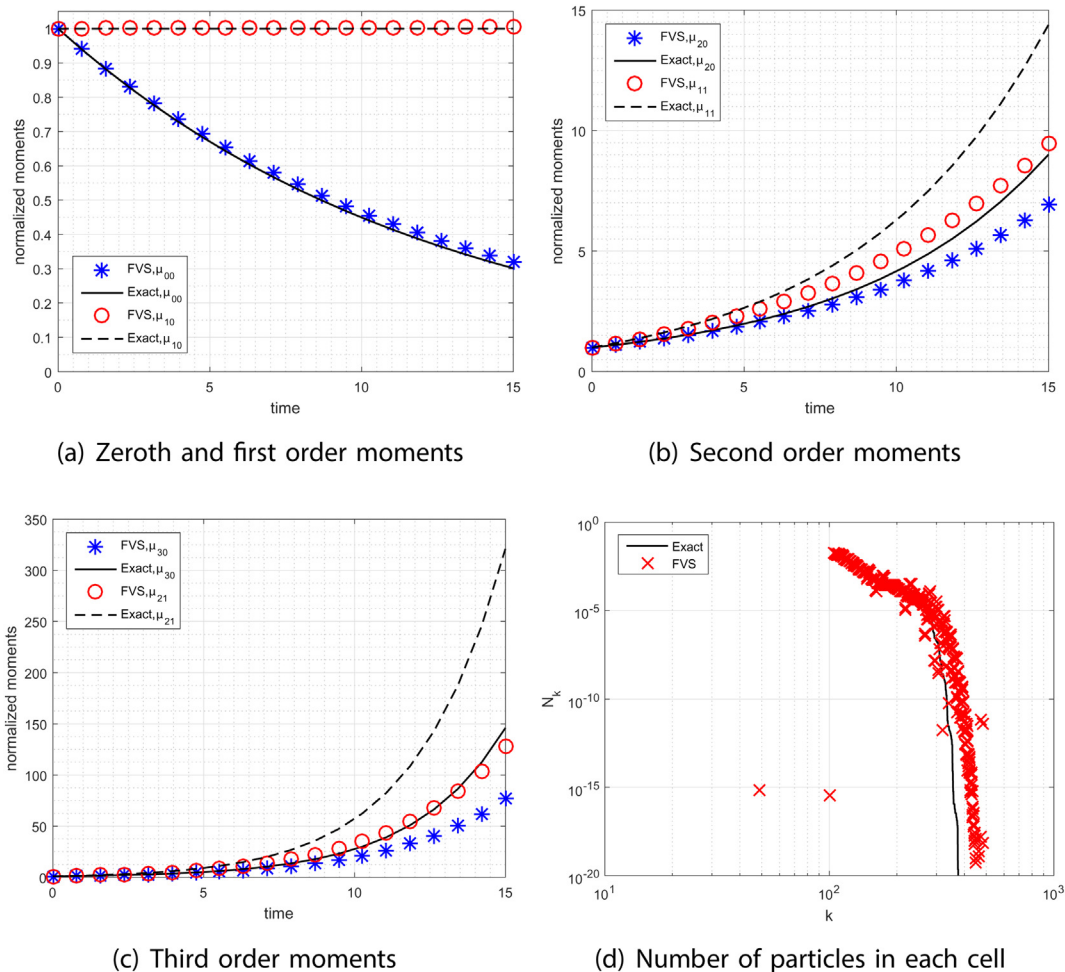 1
0.9
0.8
0.7
0.6
0.5
0.4
0.3
0.2
0.1
0
normalized moments
FVS,μ00
Exact,μ00
FVS,μ10
Exact,μ10
0 5 10 15
time
(a) Zeroth and first order moments
15
10
5
0
normalized moments
FVS,μ20
Exact,μ20
FVS,μ11
Exact,μ11
0 5 10 15
time
(b) Second order moments
350
300
250
200
150
100
50
0
normalized moments
FVS,μ30
Exact,μ30
FVS,μ21
Exact,μ21
0 5 10 15
time
(c) Third order moments
10^0
10^-5
10^-10
10^-15
10^-20
N_k
Exact
FVS
10^1 10^2 10^3
k
(d) Number of particles in each cell